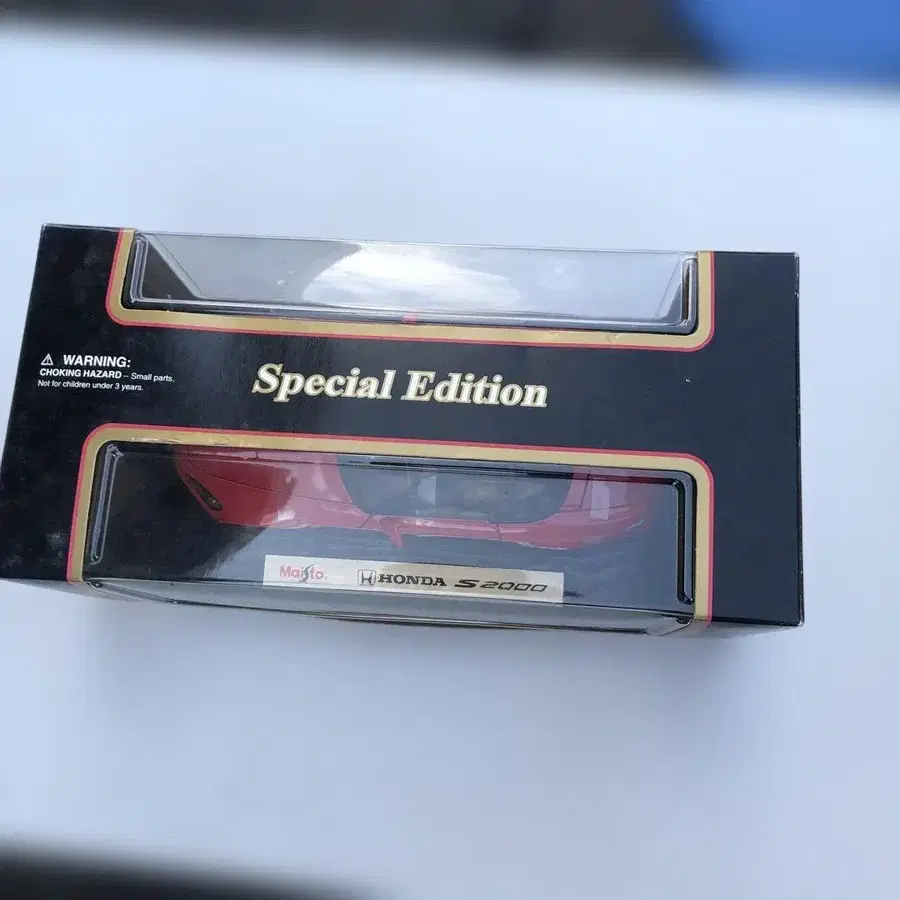 ⚠ WARNING:
CHOKING HAZARD -- Small parts.
Not for children under 3 years.
Special Edition
Maisto. HONDA S2000